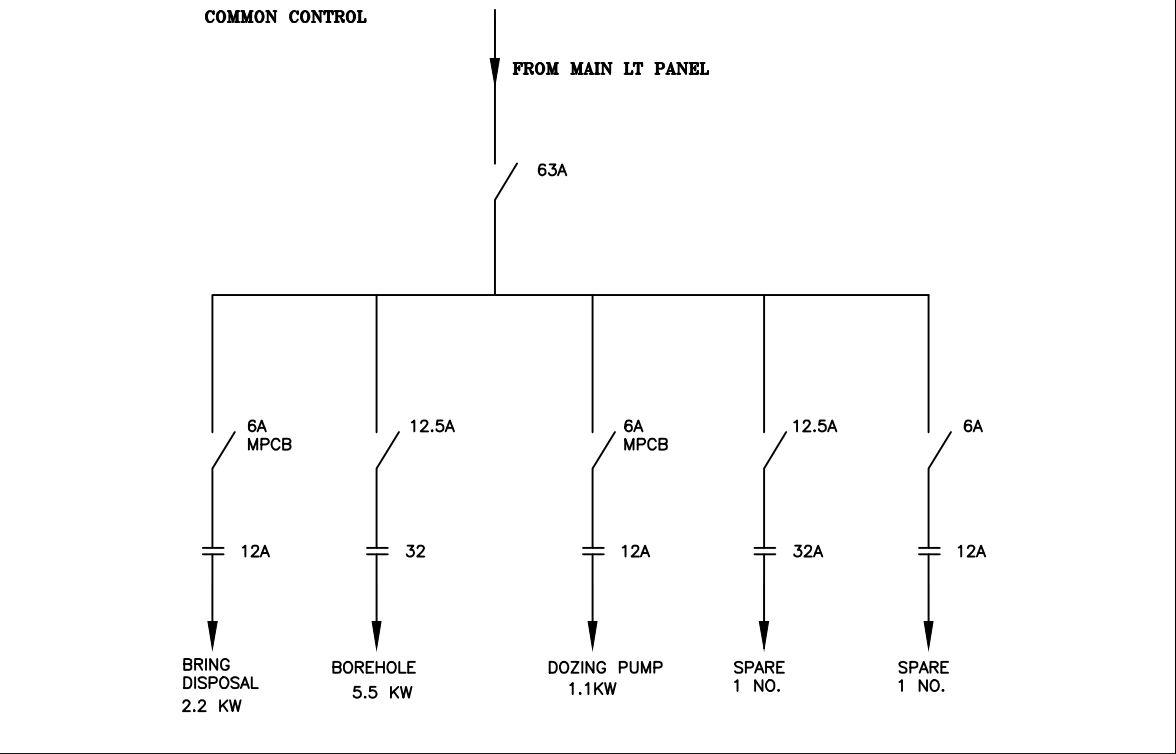 COMMON CONTROL
FROM MAIN LT PANEL
63A
6A
MPCB
12.5A
6A
MPCB
12.5A
6A
12A
32
12A
32A
12A
BRING
DISPOSAL
2.2 KW
BOREHOLE
5.5 KW
DOZING PUMP
1.1KW
SPARE
1 NO.
SPARE
1 NO.